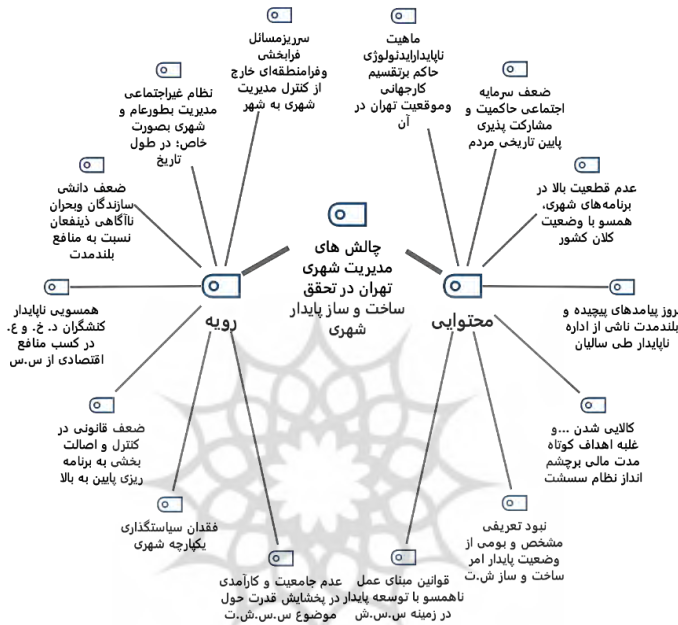 سرریزمسائل
فرابخشی
وفرامنطقه‌ای خارج
از کنترل مدیریت
شهری به شهر
ماهیت
ناپایدارایدئولوژی
حاکم برتقسیم
کارجهانی
وموقعیت تهران در
آن
نظام غیراجتماعی
مدیریت بطورعام و
شهری بصورت
خاص؛ در طول
تاریخ
ضعف سرمایه
اجتماعی حاکمیت و
مشارکت پذیری
پایین تاریخی مردم
ضعف دانشی
سازندگان وبحران
ناآگاهی ذینفعان
نسبت به منافع
بلندمدت
عدم قطعیت بالا در
برنامه‌های شهری،
همسو با وضعیت
کلان کشور
چالش های
مدیریت شهری
تهران در تحقق
ساخت و ساز پایدار
شهری
رویه
محتوایی
همسویی ناپایدار
کنشگران د. خ. و ع.
در کسب منافع
اقتصادی از س.س
بروز پیامدهای پیچیده و
بلندمدت ناشی از اداره
ناپایدار طی سالیان
ضعف قانونی در
کنترل و اصالت
بخشی به برنامه
ریزی پایین به بالا
کالایی شدن ...و
غلبه اهداف کوتاه
مدت مالی برچشم
انداز نظام سسشت
فقدان سیاستگذاری
یکپارچه شهری
نبود تعریفی
مشخص و بومی از
وضعیت پایدار امر
ساخت و ساز ش.ت
عدم جامعیت و کارآمدی
در پخشایش قدرت حول
موضوع س.س.ش.ت
قوانین مبنای عمل
ناهمسو با توسعه پایدار
در زمینه س.س.ش